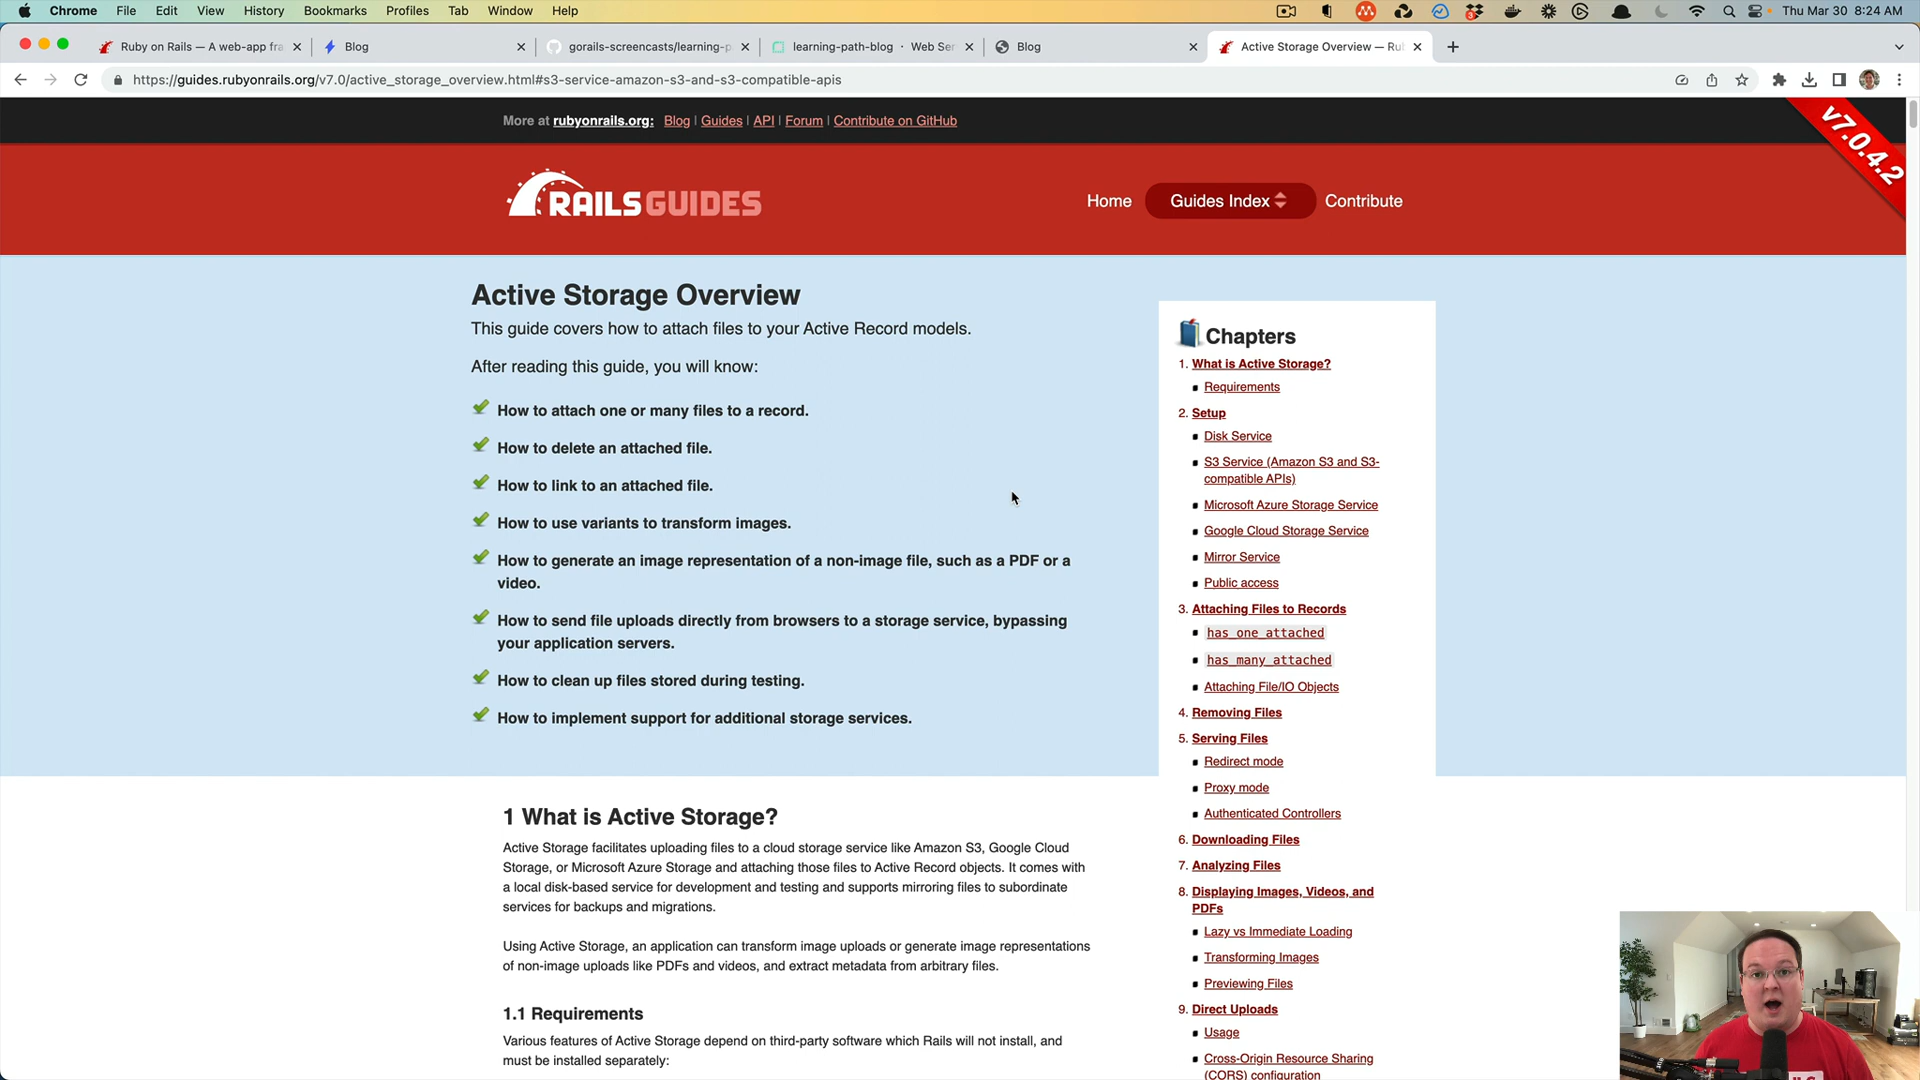 Chrome File Edit View History Bookmarks Profiles Tab Window Help
Thu Mar 30 8:24 AM
Ruby on Rails — A web-app fra
Blog
gorails-screencasts/learning-p
learning-path-blog · Web Ser
Blog
Active Storage Overview — Ru
https://guides.rubyonrails.org/v7.0/active_storage_overview.html#s3-service-amazon-s3-and-s3-compatible-apis
More at rubyonrails.org: Blog | Guides | API | Forum | Contribute on GitHub
v7.0.4.2
RAILS GUIDES
Home
Guides Index
Contribute
Active Storage Overview
This guide covers how to attach files to your Active Record models.
After reading this guide, you will know:
How to attach one or many files to a record.
How to delete an attached file.
How to link to an attached file.
How to use variants to transform images.
How to generate an image representation of a non-image file, such as a PDF or a
video.
How to send file uploads directly from browsers to a storage service, bypassing
your application servers.
How to clean up files stored during testing.
How to implement support for additional storage services.
Chapters
1. What is Active Storage?
Requirements
2. Setup
Disk Service
S3 Service (Amazon S3 and S3-
compatible APIs)
Microsoft Azure Storage Service
Google Cloud Storage Service
Mirror Service
Public access
3. Attaching Files to Records
has_one_attached
has_many_attached
Attaching File/IO Objects
4. Removing Files
5. Serving Files
Redirect mode
Proxy mode
Authenticated Controllers
6. Downloading Files
7. Analyzing Files
8. Displaying Images, Videos, and
PDFs
Lazy vs Immediate Loading
Transforming Images
Previewing Files
9. Direct Uploads
Usage
Cross-Origin Resource Sharing
(CORS) configuration
1 What is Active Storage?
Active Storage facilitates uploading files to a cloud storage service like Amazon S3, Google Cloud
Storage, or Microsoft Azure Storage and attaching those files to Active Record objects. It comes with
a local disk-based service for development and testing and supports mirroring files to subordinate
services for backups and migrations.
Using Active Storage, an application can transform image uploads or generate image representations
of non-image uploads like PDFs and videos, and extract metadata from arbitrary files.
1.1 Requirements
Various features of Active Storage depend on third-party software which Rails will not install, and
must be installed separately: